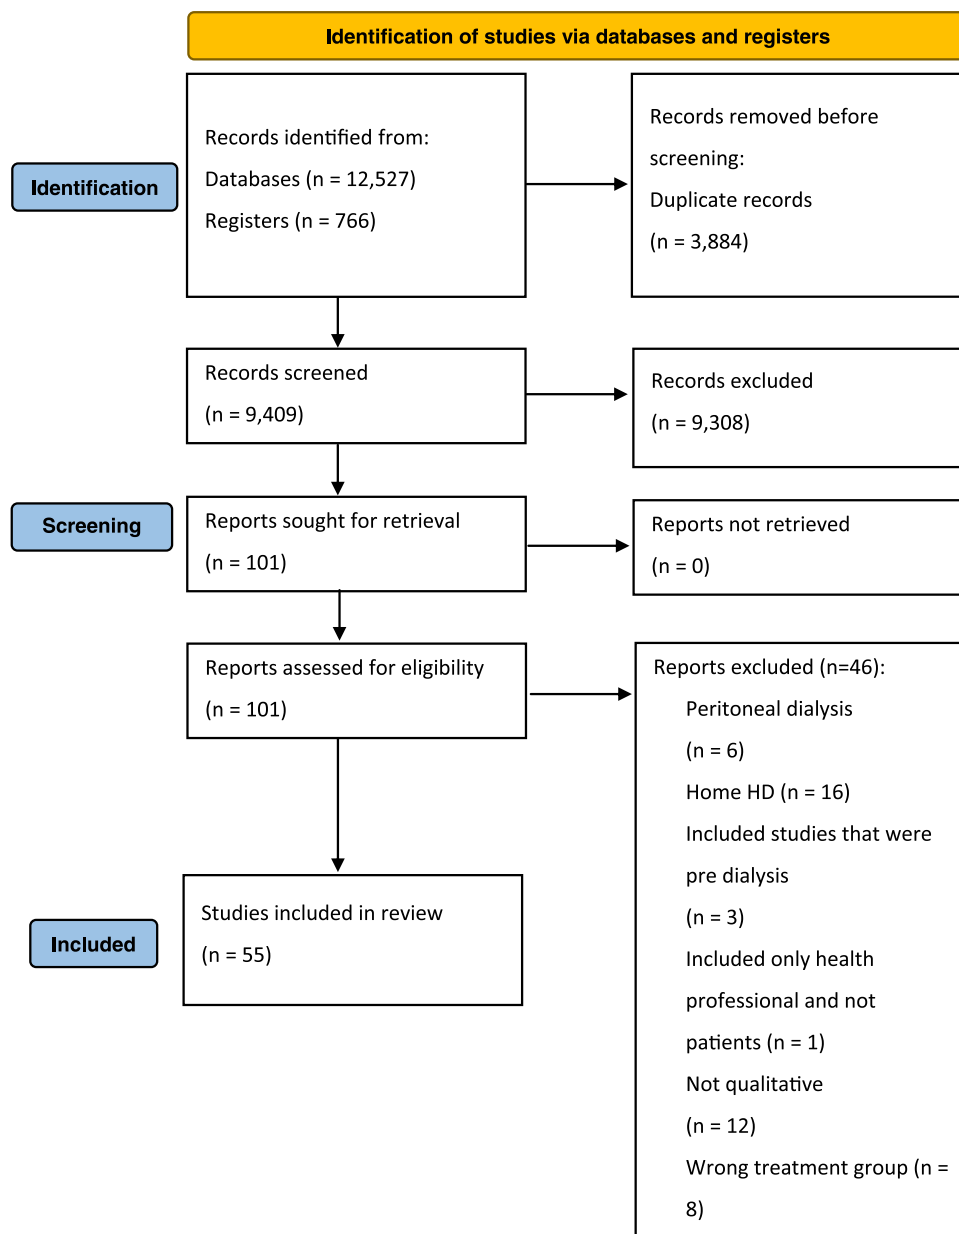 Identification of studies via databases and registers
Identification
Records identified from:
Databases (n = 12,527)
Registers (n = 766)
Records removed before
screening:
Duplicate records
(n = 3,884)
Records screened
(n = 9,409)
Records excluded
(n = 9,308)
Screening
Reports sought for retrieval
(n = 101)
Reports not retrieved
(n = 0)
Reports assessed for eligibility
(n = 101)
Reports excluded (n=46):
Peritoneal dialysis
(n = 6)
Home HD (n = 16)
Included studies that were
pre dialysis
(n = 3)
Included only health
professional and not
patients (n = 1)
Not qualitative
(n = 12)
Wrong treatment group (n =
8)
Included
Studies included in review
(n = 55)